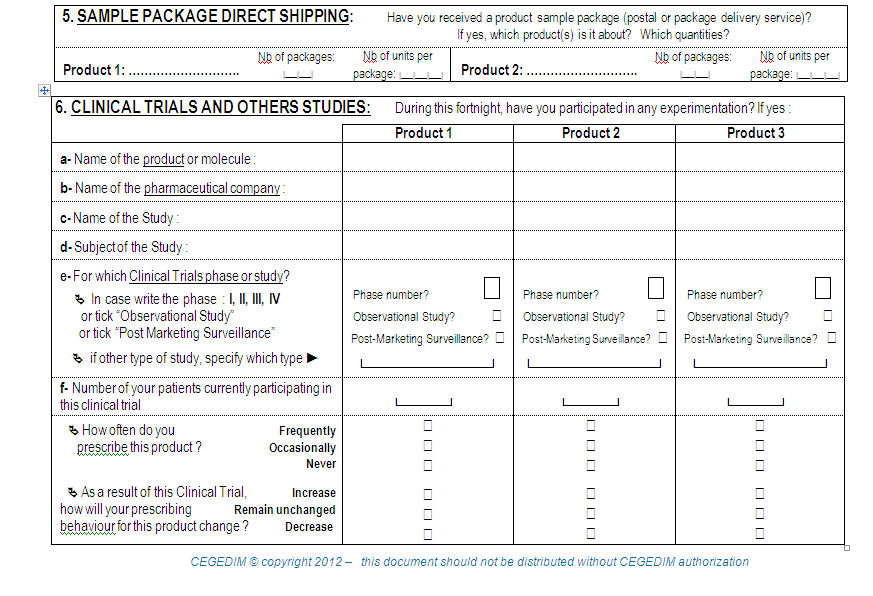 5. SAMPLE PACKAGE DIRECT SHIPPING: Have you received a product sample package (postal or package delivery service)?
If yes, which product(s) is it about? Which quantities?
Nb of packages: Nb of units per Nb of packages: Nb of units per
Product 1: ............................ package: Product 2: ............................ package:
6. CLINICAL TRIALS AND OTHERS STUDIES: During this fortnight, have you participated in any experimentation? If yes :
Product 1 Product 2 Product 3
a- Name of the product or molecule :
b- Name of the pharmaceutical company :
c- Name of the Study :
d- Subject of the Study :
e- For which Clinical Trials phase or study?
In case write the phase : I, II, III, IV
or tick “Observational Study”
or tick “Post Marketing Surveillance”
if other type of study, specify which type ►
Phase number? Phase number? Phase number?
Observational Study? Observational Study? Observational Study?
Post-Marketing Surveillance? Post-Marketing Surveillance? Post-Marketing Surveillance?
f- Number of your patients currently participating in
this clinical trial
How often do you Frequently
prescribe this product ? Occasionally
Never
As a result of this Clinical Trial, Increase
how will your prescribing Remain unchanged
behaviour for this product change ? Decrease
CEGEDIM © copyright 2012 – this document should not be distributed without CEGEDIM authorization